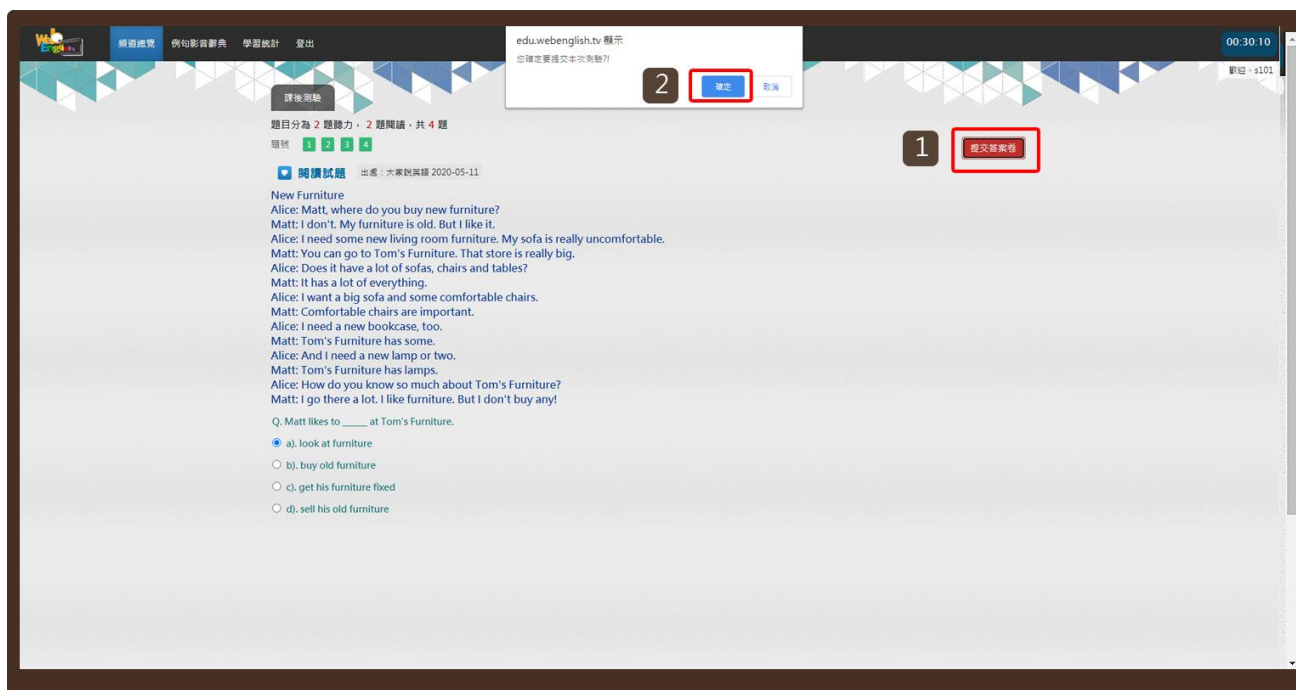 Web English
頻道總覽
例句影音辭典
學習統計
登出
edu.webenglish.tv 顯示
您確定要提交本次測驗?!
2
確定
取消
00:30:10
歡迎，s101
課後測驗
題目分為 2 題聽力， 2 題閱讀，共 4 題
題號 1 2 3 4
1
提交答案卷
閱讀試題 出處 : 大家說英語 2020-05-11
New Furniture
Alice: Matt, where do you buy new furniture?
Matt: I don't. My furniture is old. But I like it.
Alice: I need some new living room furniture. My sofa is really uncomfortable.
Matt: You can go to Tom's Furniture. That store is really big.
Alice: Does it have a lot of sofas, chairs and tables?
Matt: It has a lot of everything.
Alice: I want a big sofa and some comfortable chairs.
Matt: Comfortable chairs are important.
Alice: I need a new bookcase, too.
Matt: Tom's Furniture has some.
Alice: And I need a new lamp or two.
Matt: Tom's Furniture has lamps.
Alice: How do you know so much about Tom's Furniture?
Matt: I go there a lot. I like furniture. But I don't buy any!
Q. Matt likes to _____ at Tom's Furniture.
a). look at furniture
b). buy old furniture
c). get his furniture fixed
d). sell his old furniture